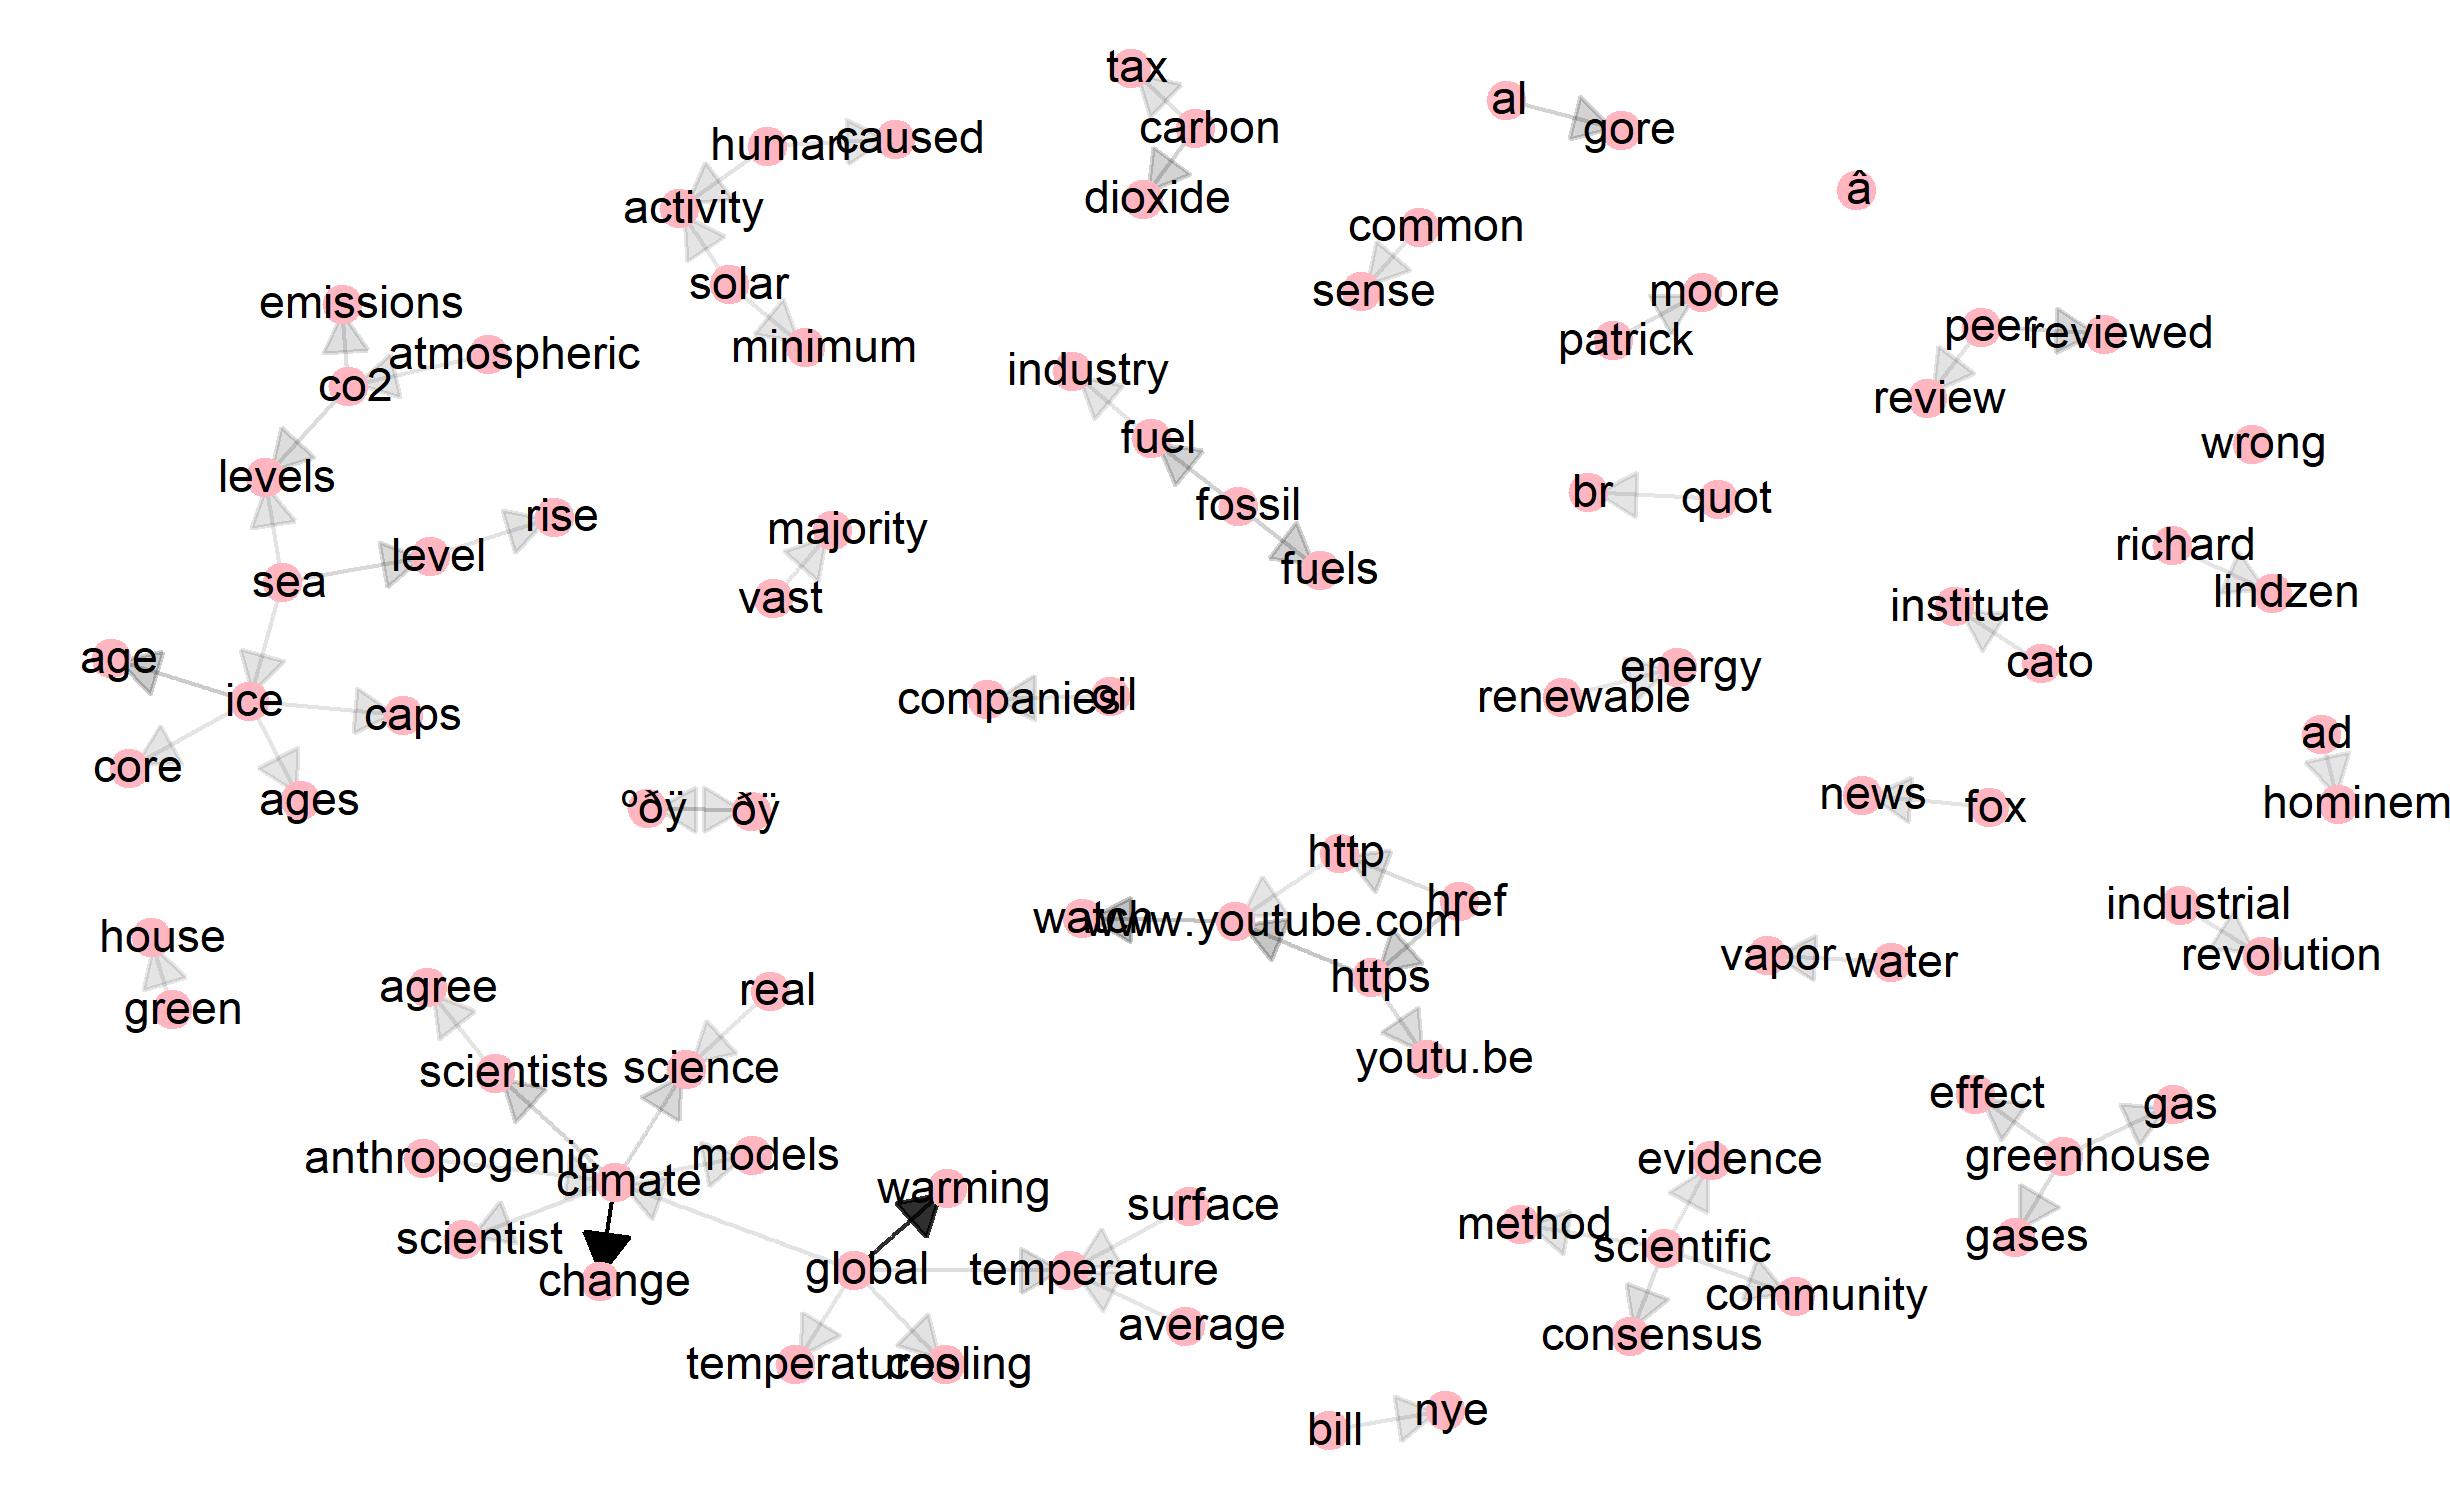 tax
al
carbon
gore
human
caused
â
dioxide
activity
common
solar
sense
moore
emissions
peer
reviewed
patrick
minimum
atmospheric
industry
co2
review
fuel
wrong
levels
br
quot
fossil
rise
majority
richard
level
fuels
sea
lindzen
vast
institute
age
cato
energy
renewable
companies
oil
ice
caps
ad
core
news
ages
hominem
fox
ºðÿ
ðÿ
http
href
industrial
watch
www.youtube.com
house
vapor
water
revolution
https
agree
real
green
youtu.be
scientists
science
effect
gas
anthropogenic
models
evidence
greenhouse
climate
warming
surface
method
scientist
gases
scientific
change
global
temperature
community
average
consensus
temperatures
cooling
bill
nye